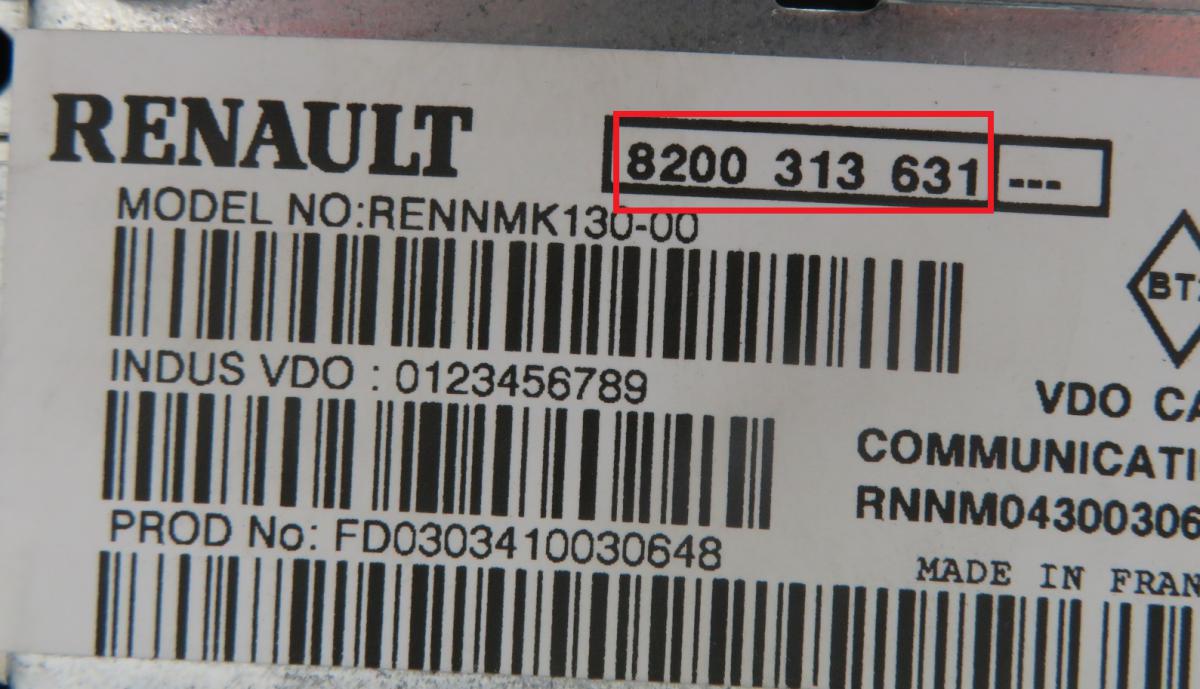 RENAULT
8200 313 631 ---
MODEL NO:RENNMK130-00
INDUS VDO : 0123456789
VDO CA
COMMUNICATI
RNNM04300306
PROD No: FD0303410030648
MADE IN FRAN
BT